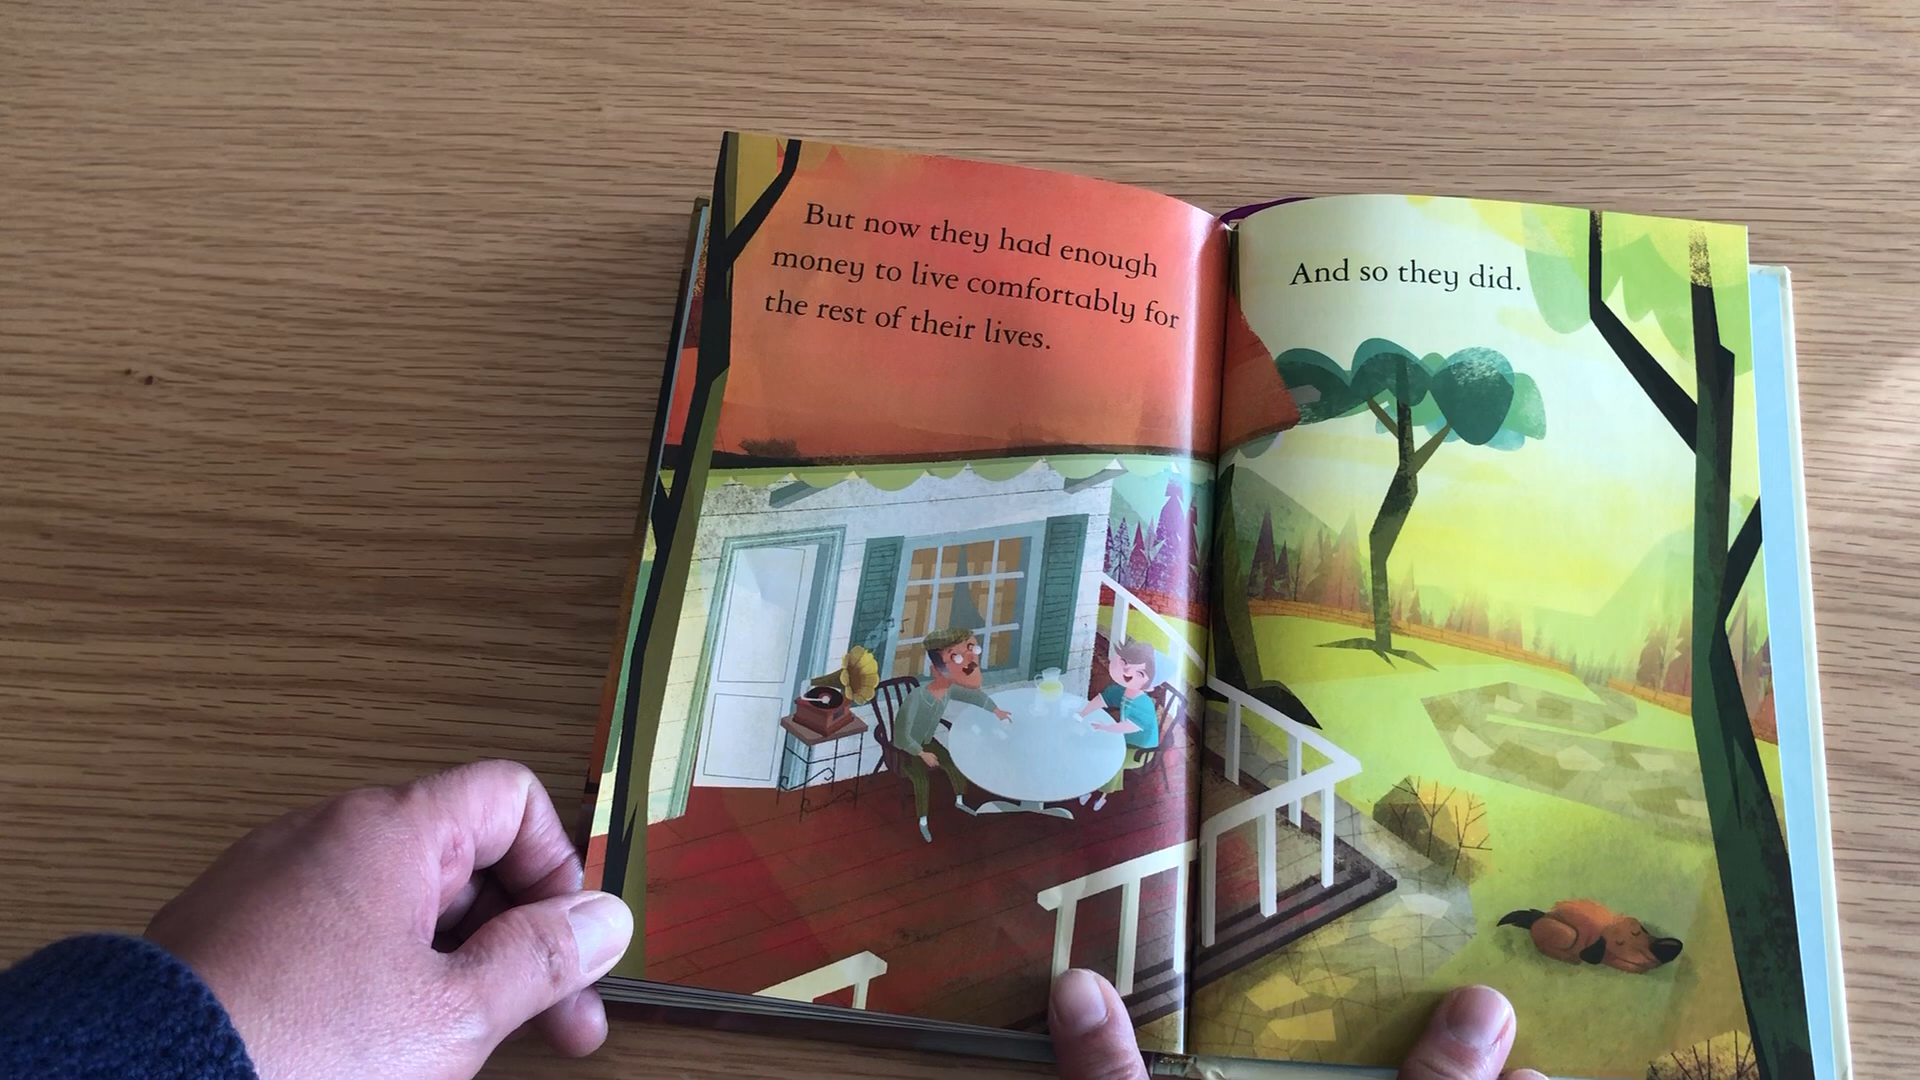 But now they had enough
money to live comfortably for
the rest of their lives.
And so they did.